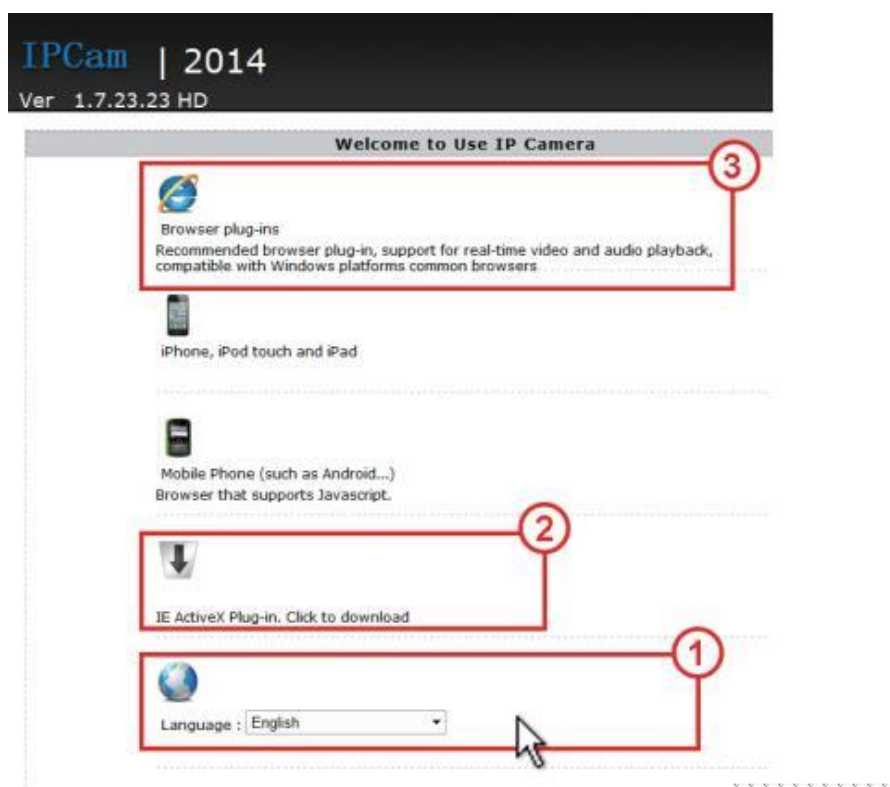 IPCam | 2014
Ver 1.7.23.23 HD
Welcome to Use IP Camera
3
Browser plug-ins
Recommended browser plug-in, support for real-time video and audio playback,
compatible with Windows platforms common browsers
iPhone, iPod touch and iPad
Mobile Phone (such as Android...)
Browser that supports Javascript.
2
IE ActiveX Plug-in. Click to download
1
Language : English